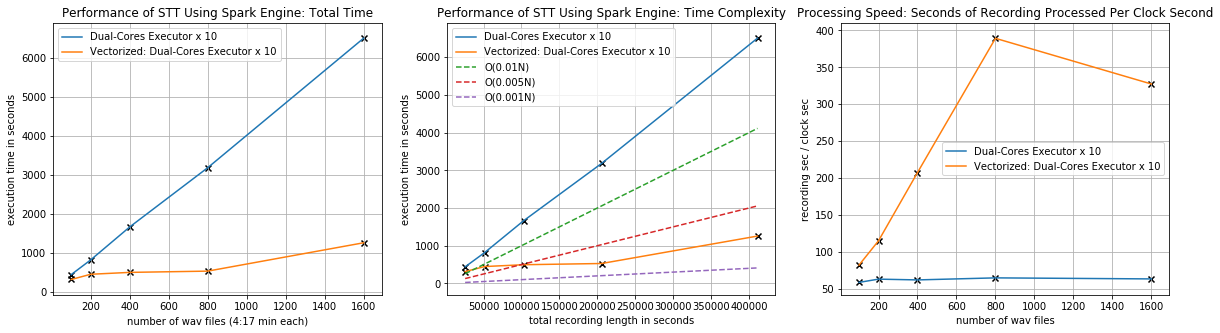 Performance of STT Using Spark Engine: Total Time
Dual-Cores Executor x 10
Vectorized: Dual-Cores Executor x 10
execution time in seconds
6000
5000
4000
3000
2000
1000
0
200 400 600 800 1000 1200 1400 1600
number of wav files (4:17 min each)
Performance of STT Using Spark Engine: Time Complexity
Dual-Cores Executor x 10
Vectorized: Dual-Cores Executor x 10
O(0.01N)
O(0.005N)
O(0.001N)
execution time in seconds
6000
5000
4000
3000
2000
1000
0
50000 100000 150000 200000 250000 300000 350000 400000
total recording length in seconds
Processing Speed: Seconds of Recording Processed Per Clock Second
Dual-Cores Executor x 10
Vectorized: Dual-Cores Executor x 10
recording sec / clock sec
400
350
300
250
200
150
100
50
200 400 600 800 1000 1200 1400 1600
number of wav files